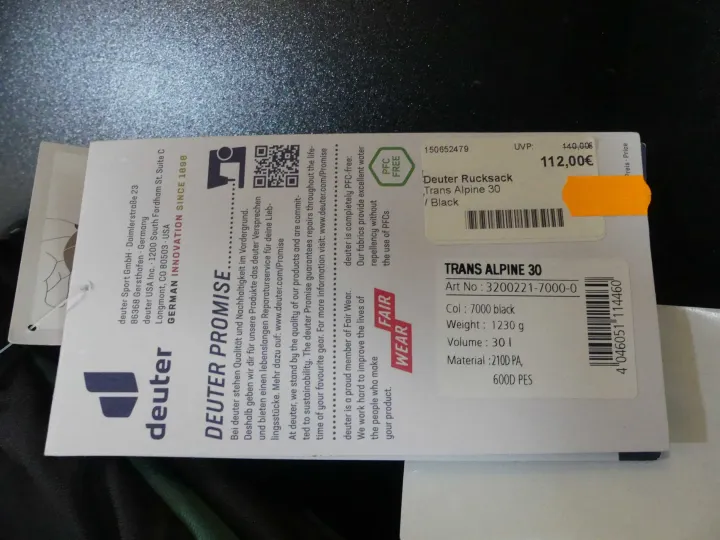 150652479 UVP: 140,00€
112,00€
Deuter Rucksack
Trans Alpine 30
/ Black
TRANS ALPINE 30
Art No : 3200221-7000-0
Col : 7000 black
Weight : 1230 g
Volume : 30 l
Material : 210D PA,
600D PES
4 046051 114460
Preis · Price
deuter
deuter Sport GmbH · Daimlerstraße 23
86368 Gersthofen · Germany
deuter USA Inc. · 1200 South Fordham St. Suite C
Longmont, CO 80503 · USA
GERMAN INNOVATION SINCE 1898
DEUTER PROMISE
Bei deuter stehen Qualität und Nachhaltigkeit im Vordergrund.
Deshalb geben wir dir für unsere Produkte das deuter Versprechen
und bieten einen lebenslangen Reparaturservice für deine Lieb-
lingsstücke. Mehr dazu auf: www.deuter.com/Promise
At deuter, we stand by the quality of our products and are commit-
ted to sustainability. The deuter Promise guarantees repairs throughout the life-
time of your favourite gear. For more information visit: www.deuter.com/Promise
deuter is a proud member of Fair Wear.
We work hard to improve the lives of
the people who make
your product.
FAIR
WEAR
deuter is completely PFC-free:
Our fabrics provide excellent water
repellency without
the use of PFCs
PFC
FREE